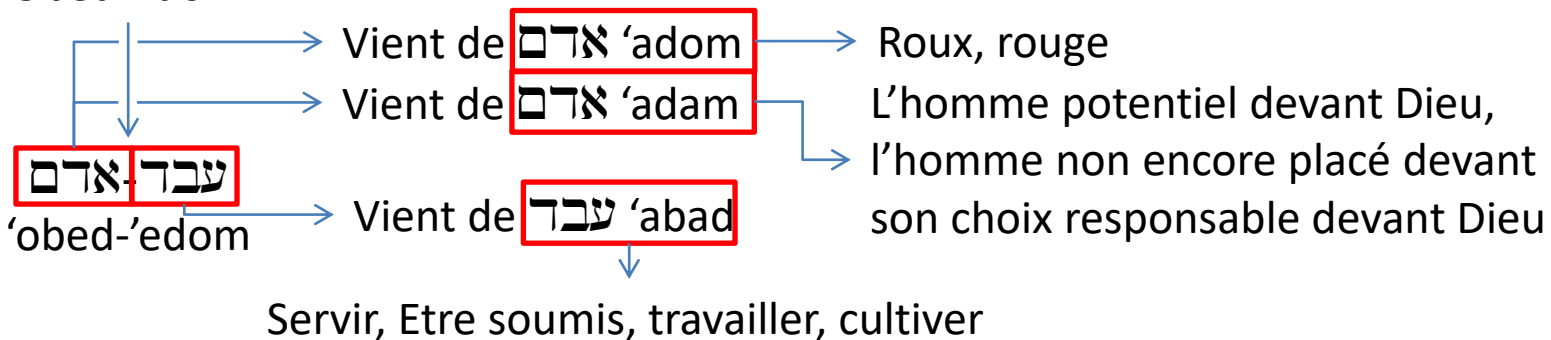 Vient de אדם ‘adom
Roux, rouge
Vient de אדם ‘adam
L’homme potentiel devant Dieu,
l’homme non encore placé devant
son choix responsable devant Dieu
עבד-אדם
‘obed-’edom
Vient de עבד ‘abad
Servir, Etre soumis, travailler, cultiver